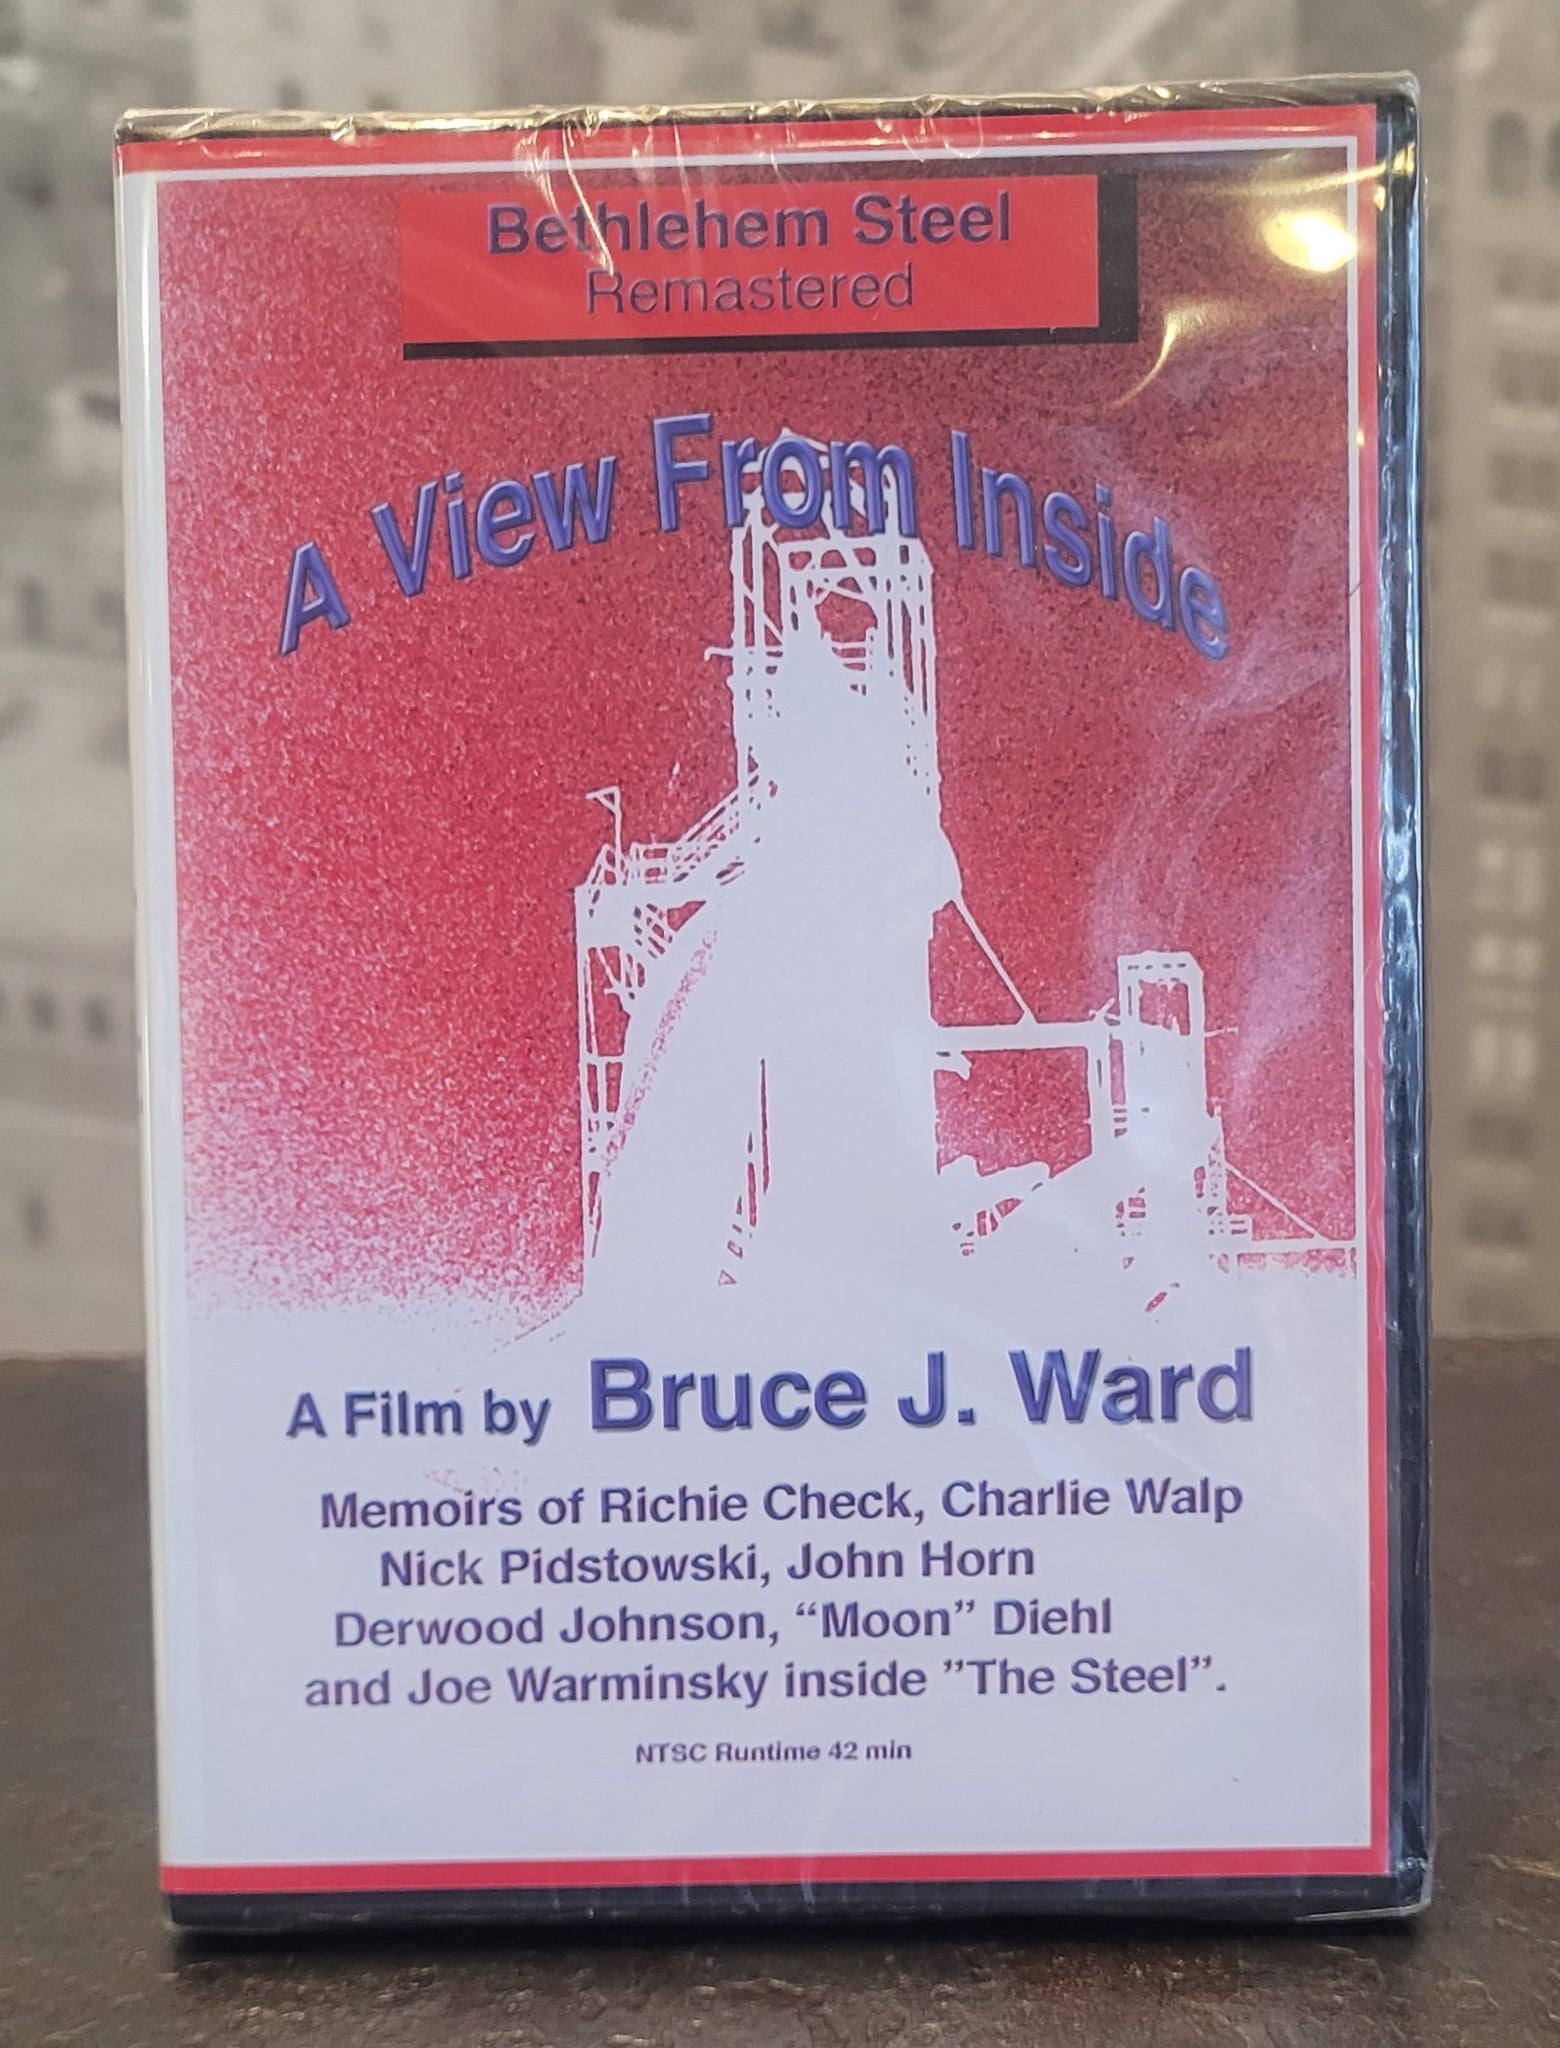 Bethlehem Steel
Remastered
A View From Inside
A Film by Bruce J. Ward
Memoirs of Richie Check, Charlie Walp
Nick Pidstowski, John Horn
Derwood Johnson, “Moon” Diehl
and Joe Warminsky inside ”The Steel”.
NTSC Runtime 42 min